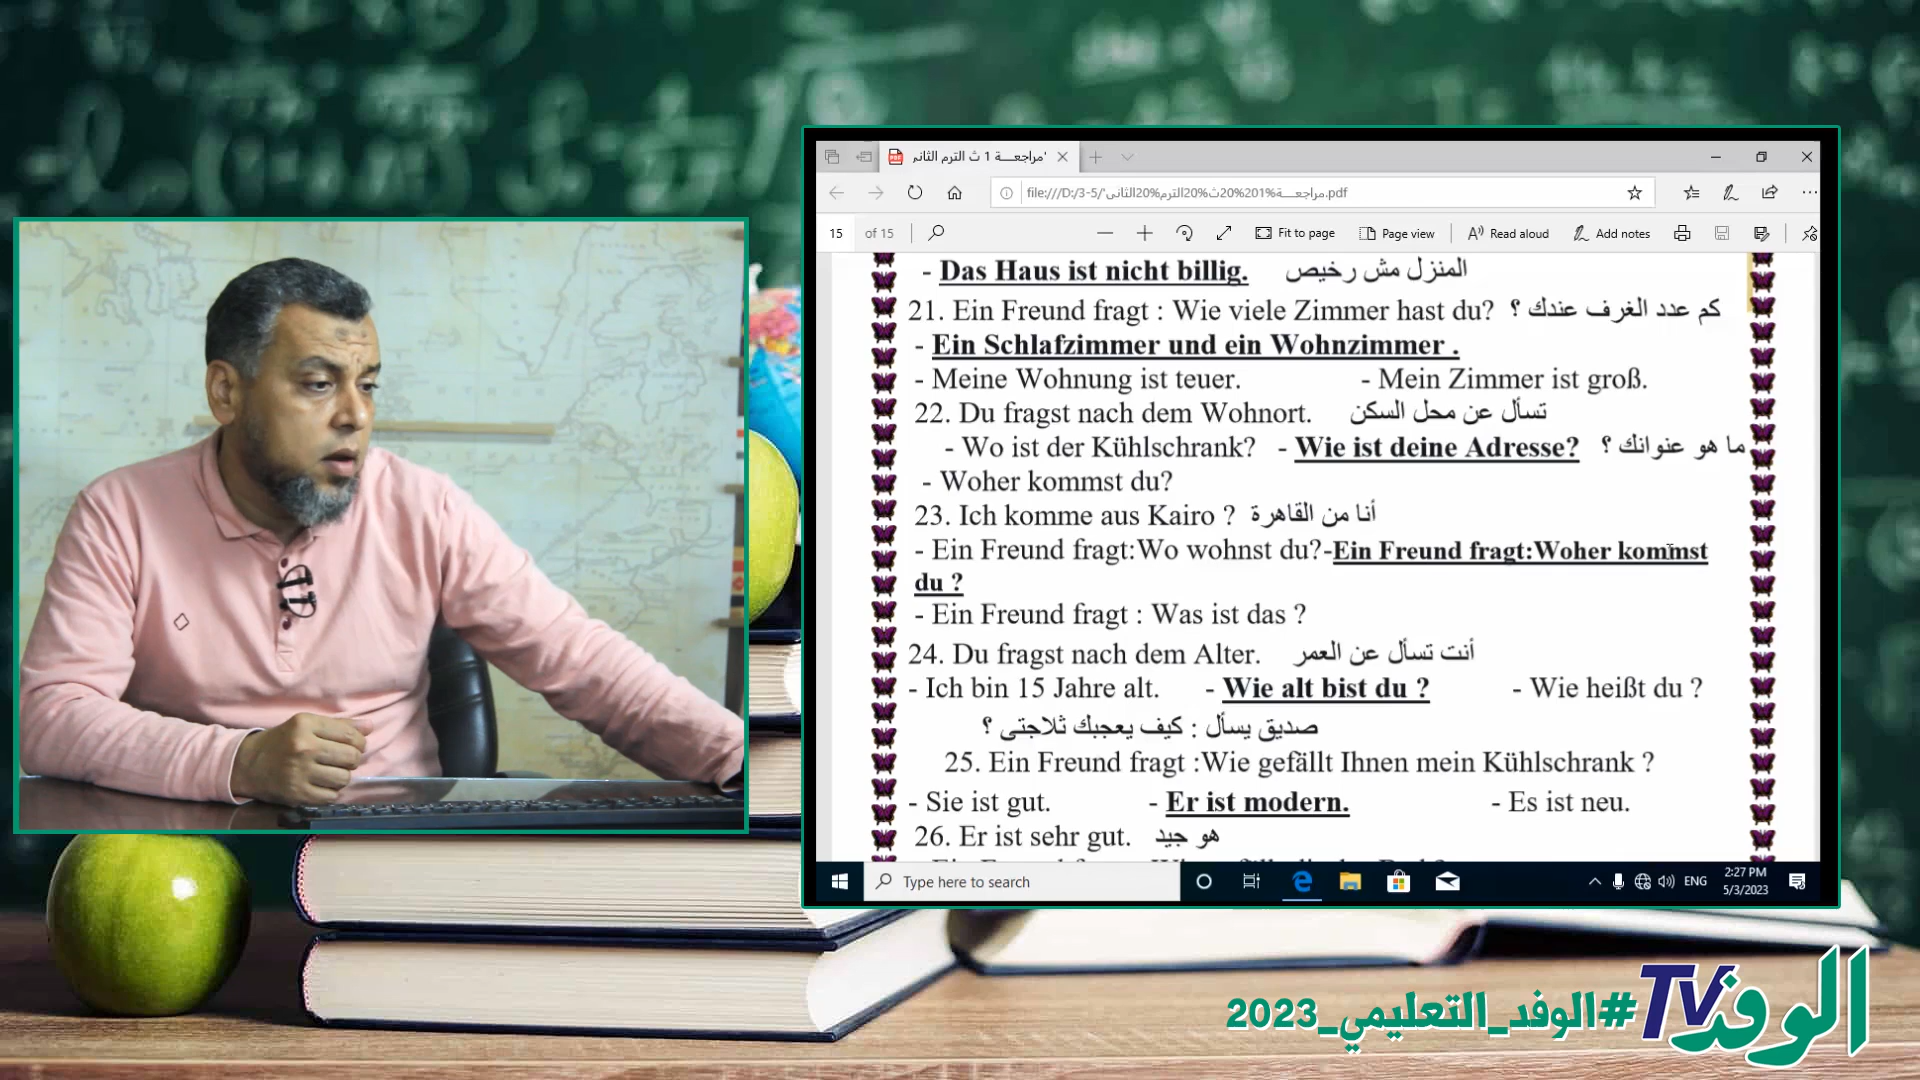 مراجعــــة 1 ث الترم الثانى'
file:///D:/3-5/'مراجعــــة%201%20ث%20الترم%20الثانى.pdf
15 of 15
Fit to page
Page view
Read aloud
Add notes
- Das Haus ist nicht billig. المنزل مش رخيص
21. Ein Freund fragt : Wie viele Zimmer hast du? كم عدد الغرف عندك ؟
- Ein Schlafzimmer und ein Wohnzimmer .
- Meine Wohnung ist teuer. - Mein Zimmer ist groß.
22. Du fragst nach dem Wohnort. تسأل عن محل السكن
- Wo ist der Kühlschrank? - Wie ist deine Adresse? ما هو عنوانك ؟
- Woher kommst du?
23. Ich komme aus Kairo ? أنا من القاهرة
- Ein Freund fragt:Wo wohnst du?-Ein Freund fragt:Woher kommst
du ?
- Ein Freund fragt : Was ist das ?
24. Du fragst nach dem Alter. أنت تسأل عن العمر
- Ich bin 15 Jahre alt. - Wie alt bist du ? - Wie heißt du ?
صديق يسأل : كيف يعجبك ثلاجتى ؟
25. Ein Freund fragt :Wie gefällt Ihnen mein Kühlschrank ?
- Sie ist gut. - Er ist modern. - Es ist neu.
26. Er ist sehr gut. هو جيد
Type here to search
ENG
2:27 PM
5/3/2023
#الوفد_التعليمي_2023
الوفد TV